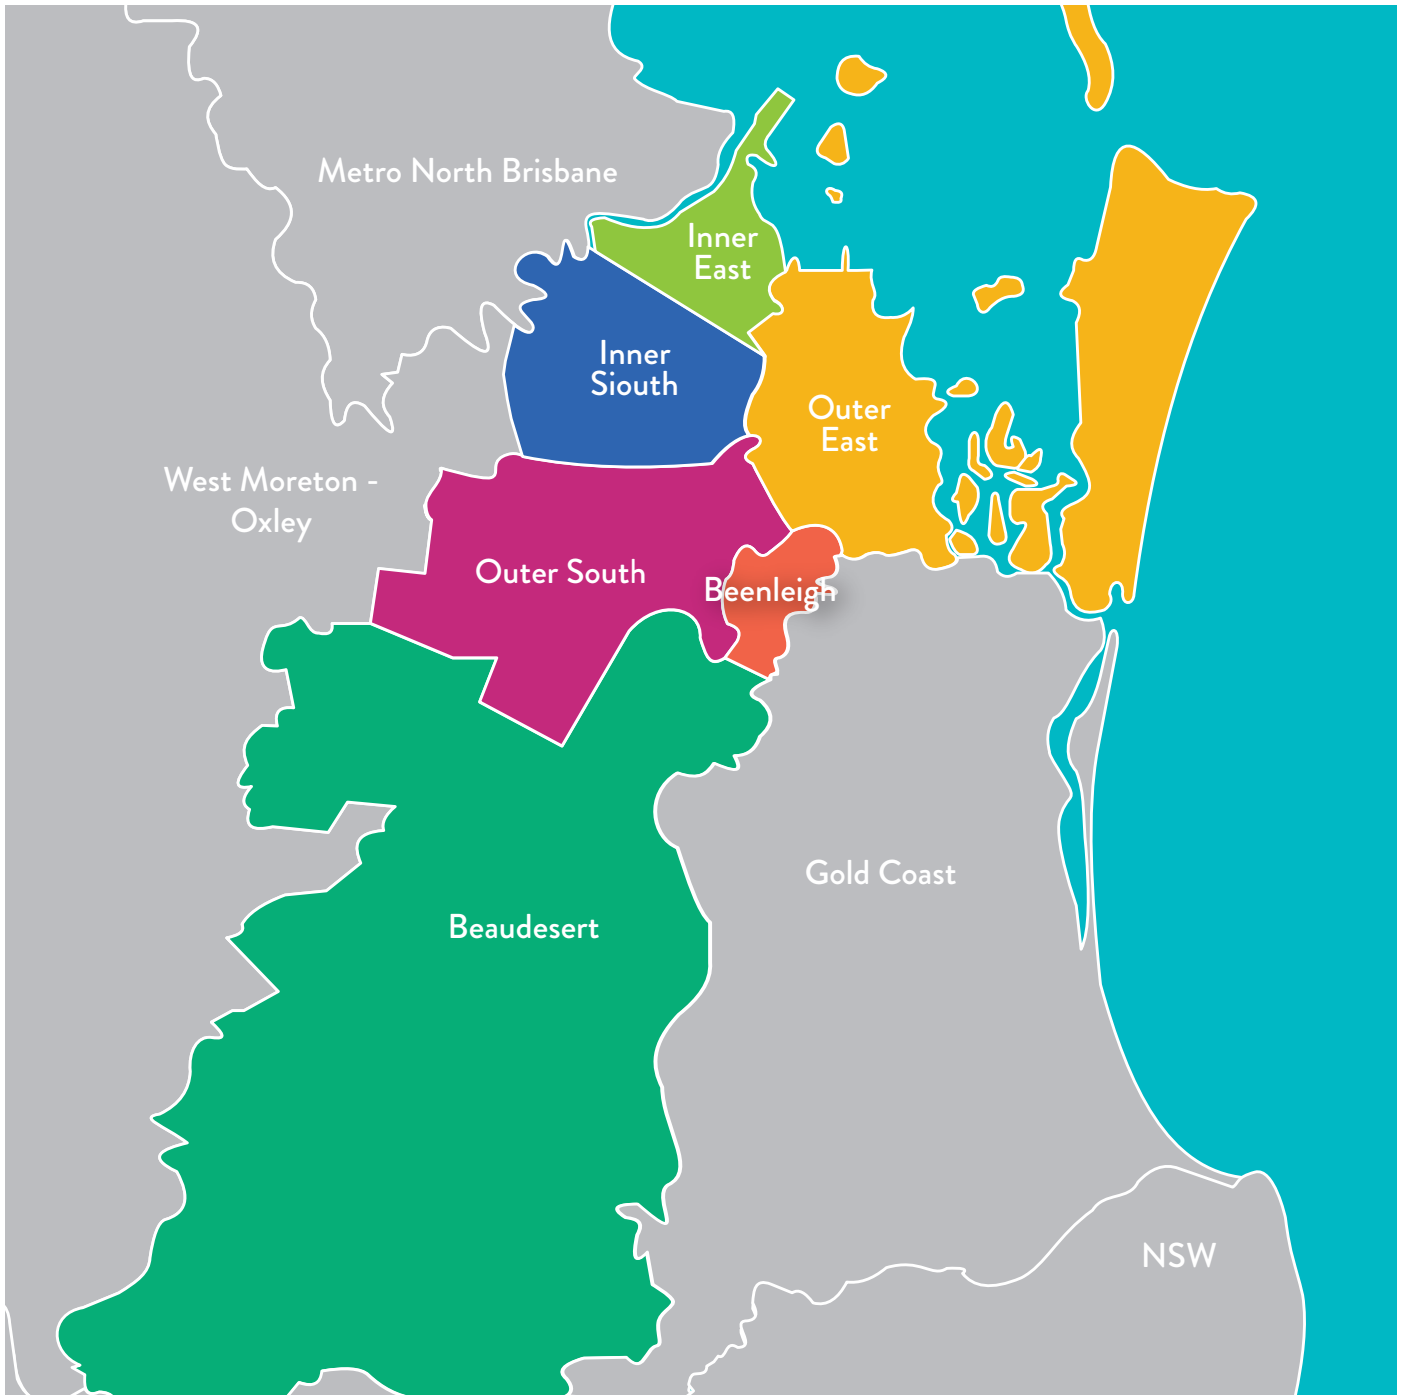 Metro North Brisbane
Inner
East
Inner
Siouth
Outer
East
West Moreton -
Oxley
Outer South
Beenleigh
Gold Coast
Beaudesert
NSW